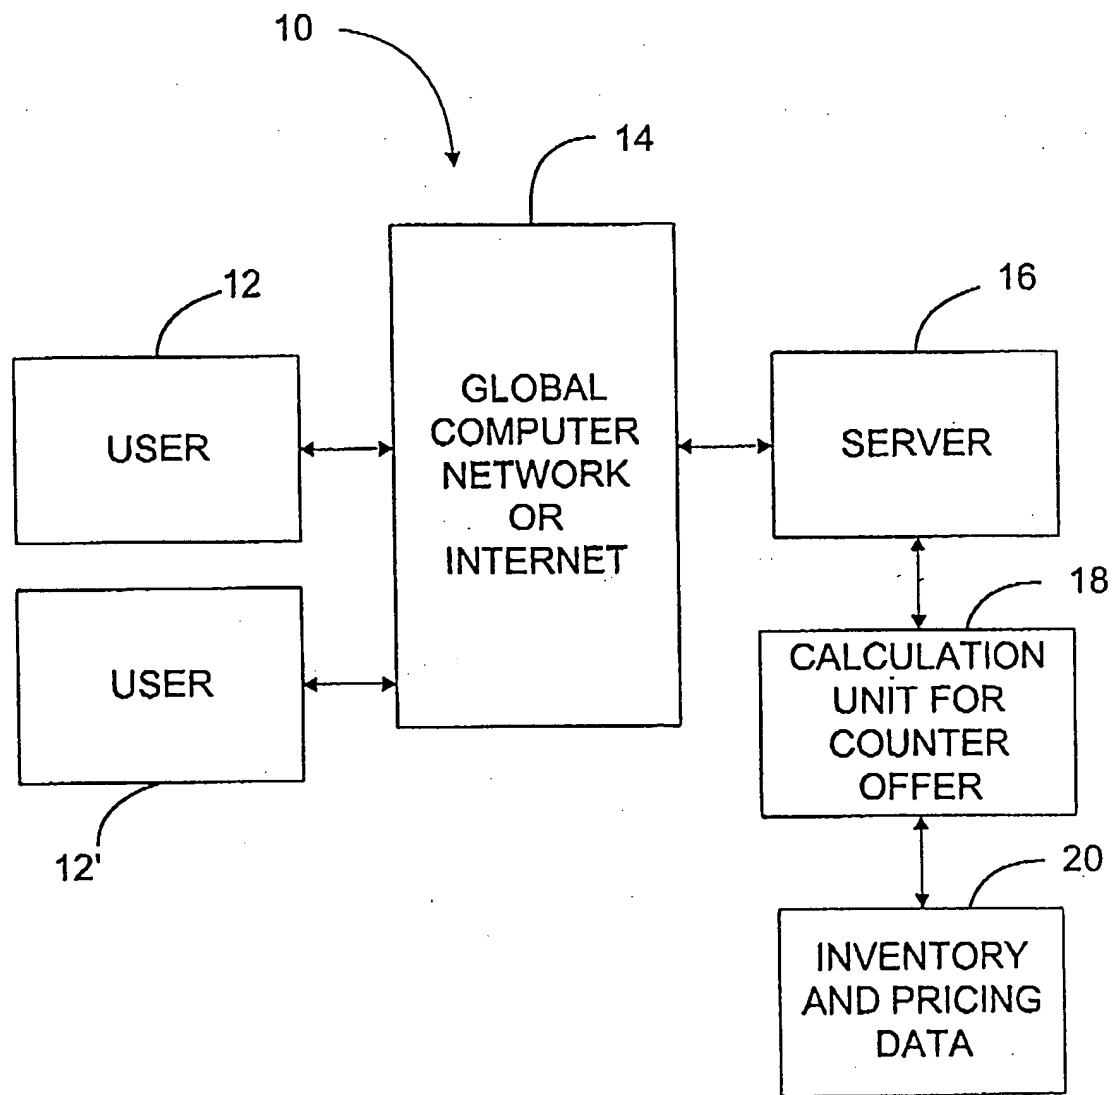 10
14
12
16
USER
GLOBAL
COMPUTER
NETWORK
OR
INTERNET
SERVER
18
USER
CALCULATION
UNIT FOR
COUNTER
OFFER
12'
20
INVENTORY
AND PRICING
DATA